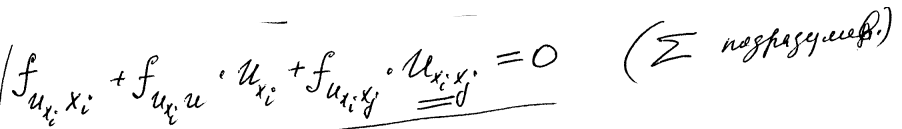 | f_{u_{x_i} x_i} + f_{u_{x_i} u} · u_{x_i} + f_{u_{x_i} x_j} · u_{x_i x_j} = 0 (∑ подразумев.)